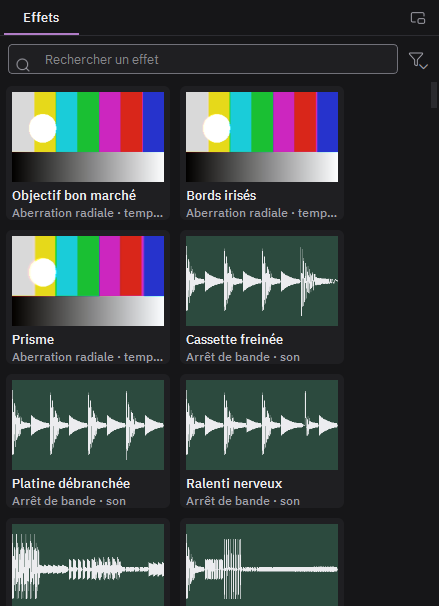 Effets
Rechercher un effet
Objectif bon marché
Aberration radiale · temp...
Bords irisés
Aberration radiale · temp...
Prisme
Aberration radiale · temp...
Cassette freinée
Arrêt de bande · son
Platine débranchée
Arrêt de bande · son
Ralenti nerveux
Arrêt de bande · son